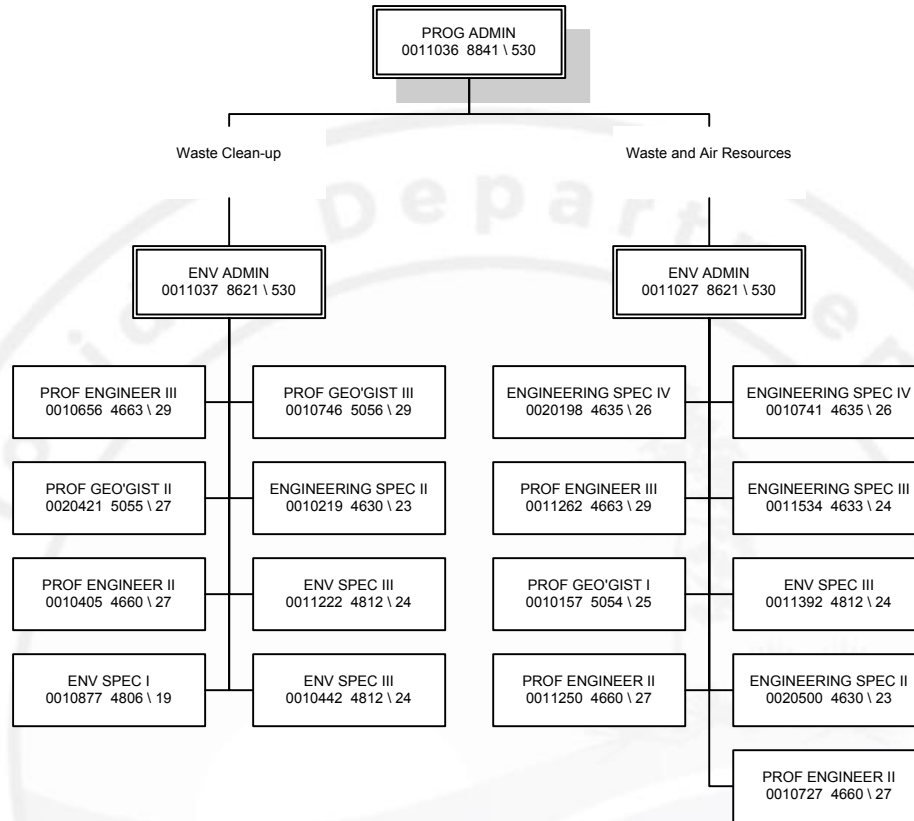 PROG ADMIN
0011036 8841 \ 530
Waste Clean-up
Waste and Air Resources
ENV ADMIN
0011037 8621 \ 530
ENV ADMIN
0011027 8621 \ 530
PROF ENGINEER III
0010656 4663 \ 29
PROF GEO'GIST III
0010746 5056 \ 29
ENGINEERING SPEC IV
0020198 4635 \ 26
ENGINEERING SPEC IV
0010741 4635 \ 26
PROF GEO'GIST II
0020421 5055 \ 27
ENGINEERING SPEC II
0010219 4630 \ 23
PROF ENGINEER III
0011262 4663 \ 29
ENGINEERING SPEC III
0011534 4633 \ 24
PROF ENGINEER II
0010405 4660 \ 27
ENV SPEC III
0011222 4812 \ 24
PROF GEO'GIST I
0010157 5054 \ 25
ENV SPEC III
0011392 4812 \ 24
ENV SPEC I
0010877 4806 \ 19
ENV SPEC III
0010442 4812 \ 24
PROF ENGINEER II
0011250 4660 \ 27
ENGINEERING SPEC II
0020500 4630 \ 23
PROF ENGINEER II
0010727 4660 \ 27